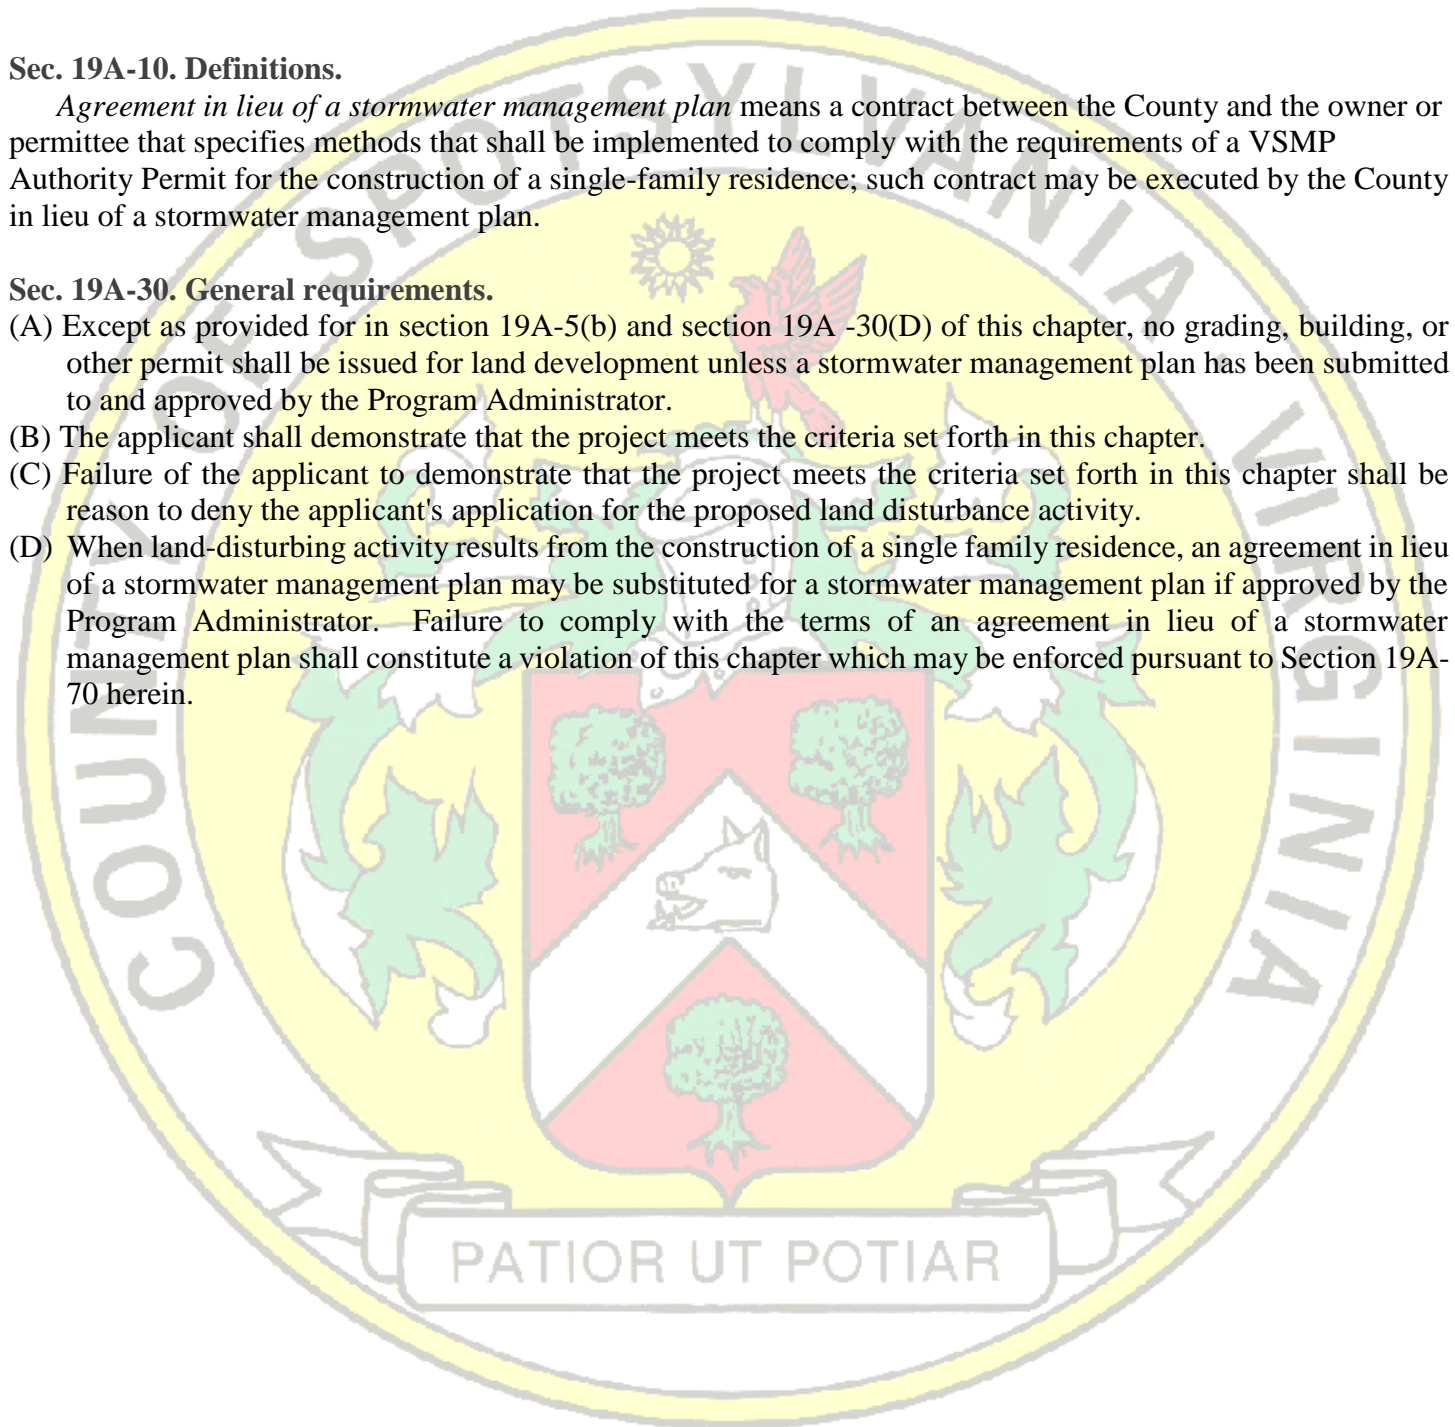 Sec. 19A-10. Definitions.
Agreement in lieu of a stormwater management plan means a contract between the County and the owner or
permittee that specifies methods that shall be implemented to comply with the requirements of a VSMP
Authority Permit for the construction of a single-family residence; such contract may be executed by the County
in lieu of a stormwater management plan.
Sec. 19A-30. General requirements.
(A) Except as provided for in section 19A-5(b) and section 19A -30(D) of this chapter, no grading, building, or
other permit shall be issued for land development unless a stormwater management plan has been submitted
to and approved by the Program Administrator.
(B) The applicant shall demonstrate that the project meets the criteria set forth in this chapter.
(C) Failure of the applicant to demonstrate that the project meets the criteria set forth in this chapter shall be
reason to deny the applicant's application for the proposed land disturbance activity.
(D) When land-disturbing activity results from the construction of a single family residence, an agreement in lieu
of a stormwater management plan may be substituted for a stormwater management plan if approved by the
Program Administrator. Failure to comply with the terms of an agreement in lieu of a stormwater
management plan shall constitute a violation of this chapter which may be enforced pursuant to Section 19A-
70 herein.
COUNTY OF SPOTSYLVANIA · VIRGINIA
PATIOR UT POTIAR